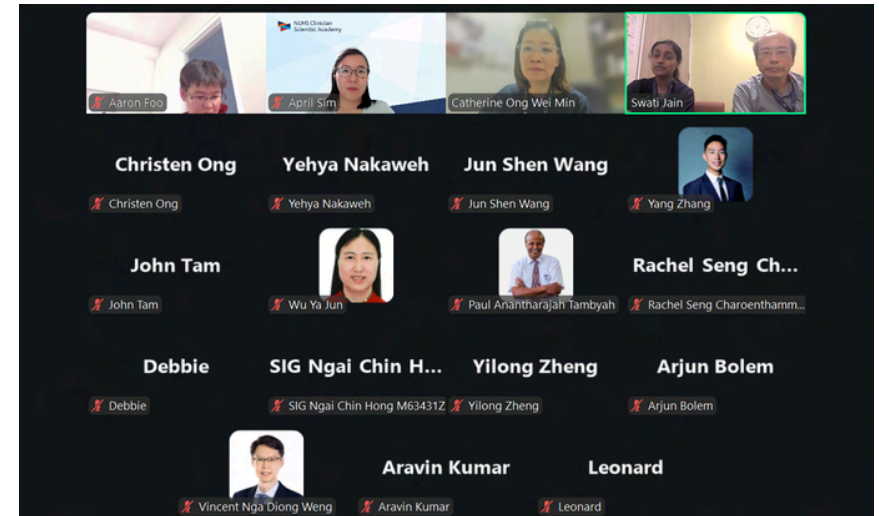 NUHS Clinician
Scientist Academy
Aaron Foo
April Sim
Catherine Ong Wei Min
Swati Jain
Christen Ong
Yehya Nakaweh
Jun Shen Wang
Christen Ong
Yehya Nakaweh
Jun Shen Wang
Yang Zhang
John Tam
Rachel Seng Ch...
John Tam
Wu Ya Jun
Paul Anantharajah Tambyah
Rachel Seng Charoenthamm...
Debbie
SIG Ngai Chin H...
Yilong Zheng
Arjun Bolem
Debbie
SIG Ngai Chin Hong M63431Z
Yilong Zheng
Arjun Bolem
Aravin Kumar
Leonard
Vincent Nga Diong Weng
Aravin Kumar
Leonard